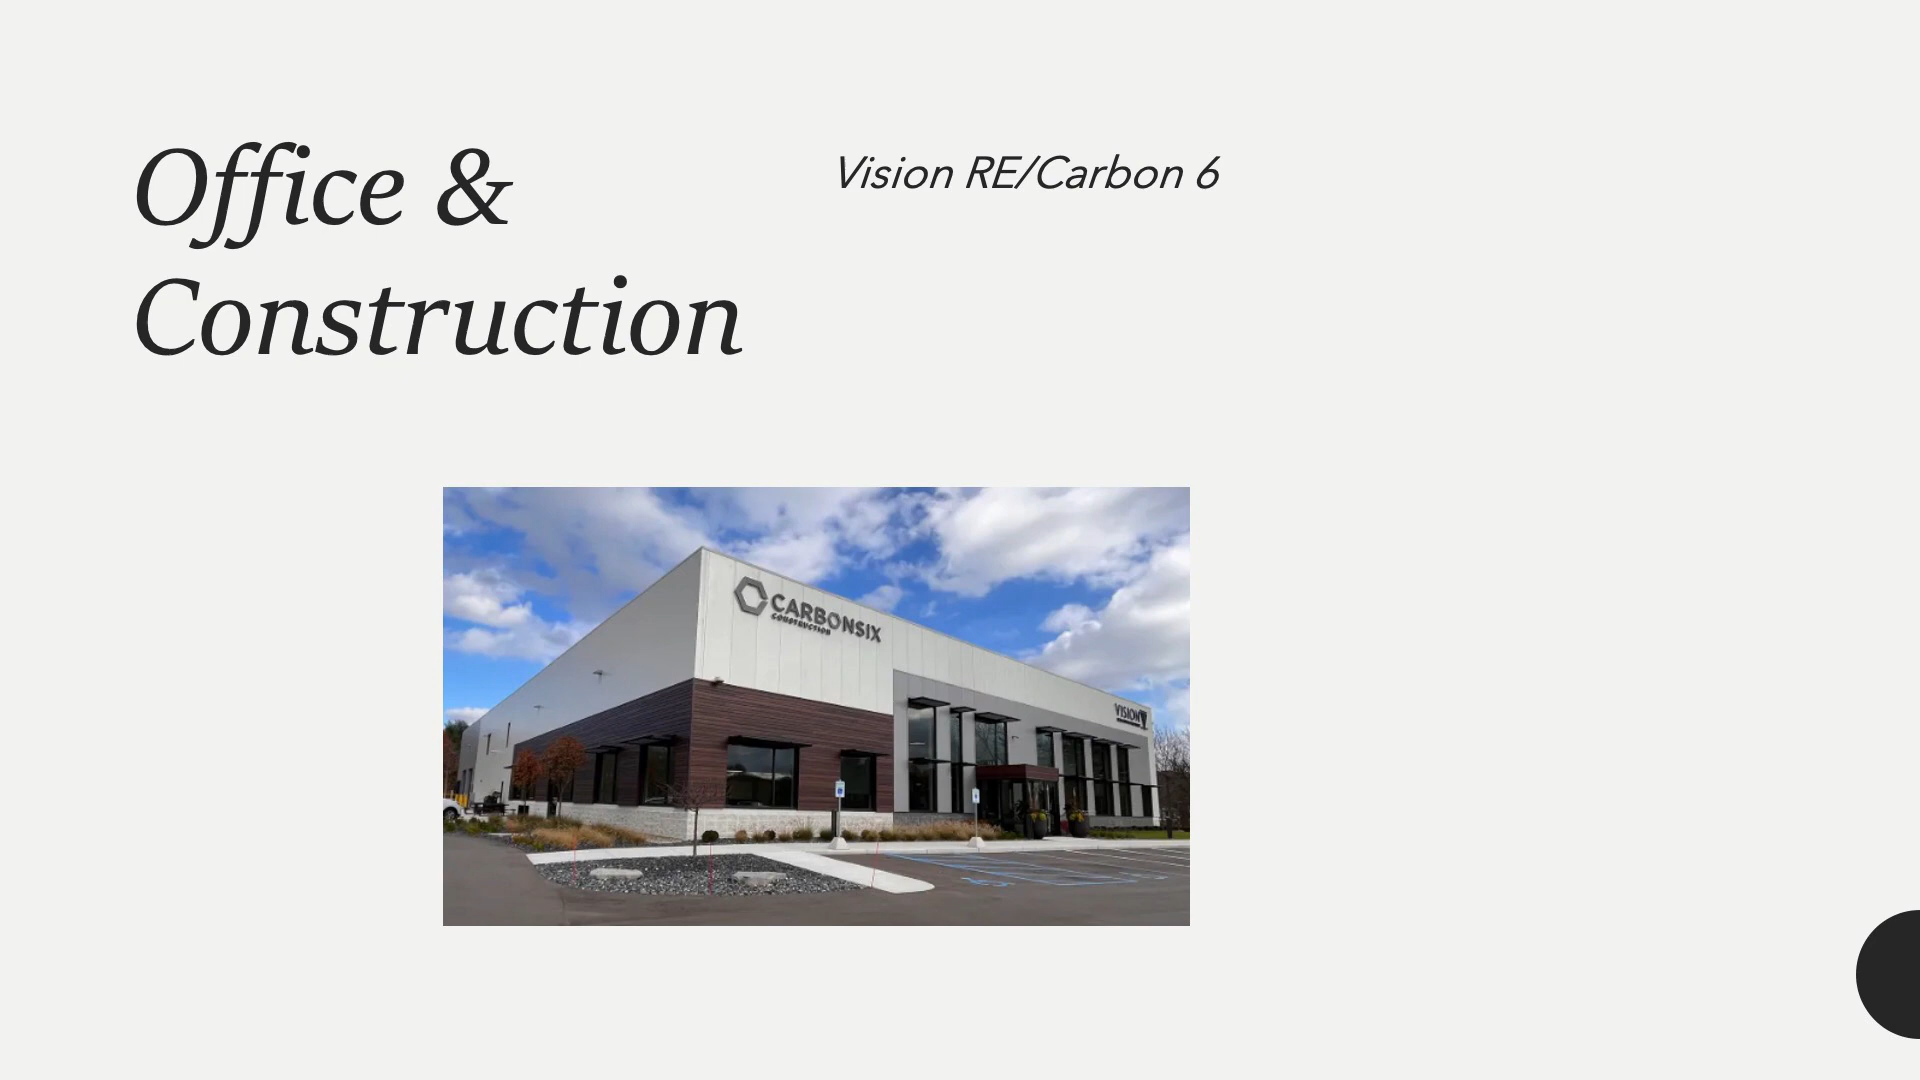 Office &
Construction
Vision RE/Carbon 6
CARBONSIX
CONSTRUCTION
VISION